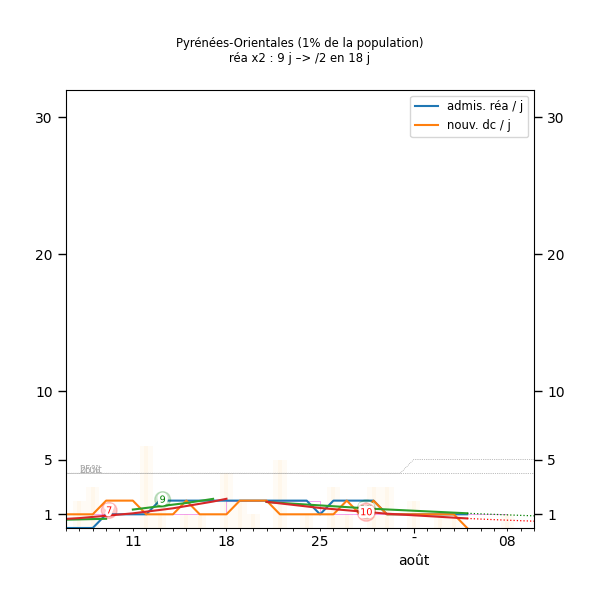 Pyrénées-Orientales (1% de la population)
réa x2 : 9 j –> /2 en 18 j
admis. réa / j
nouv. dc / j
30 30
20 20
10 10
5 5
1 1
7
9
10
11 18 25 - 08
août